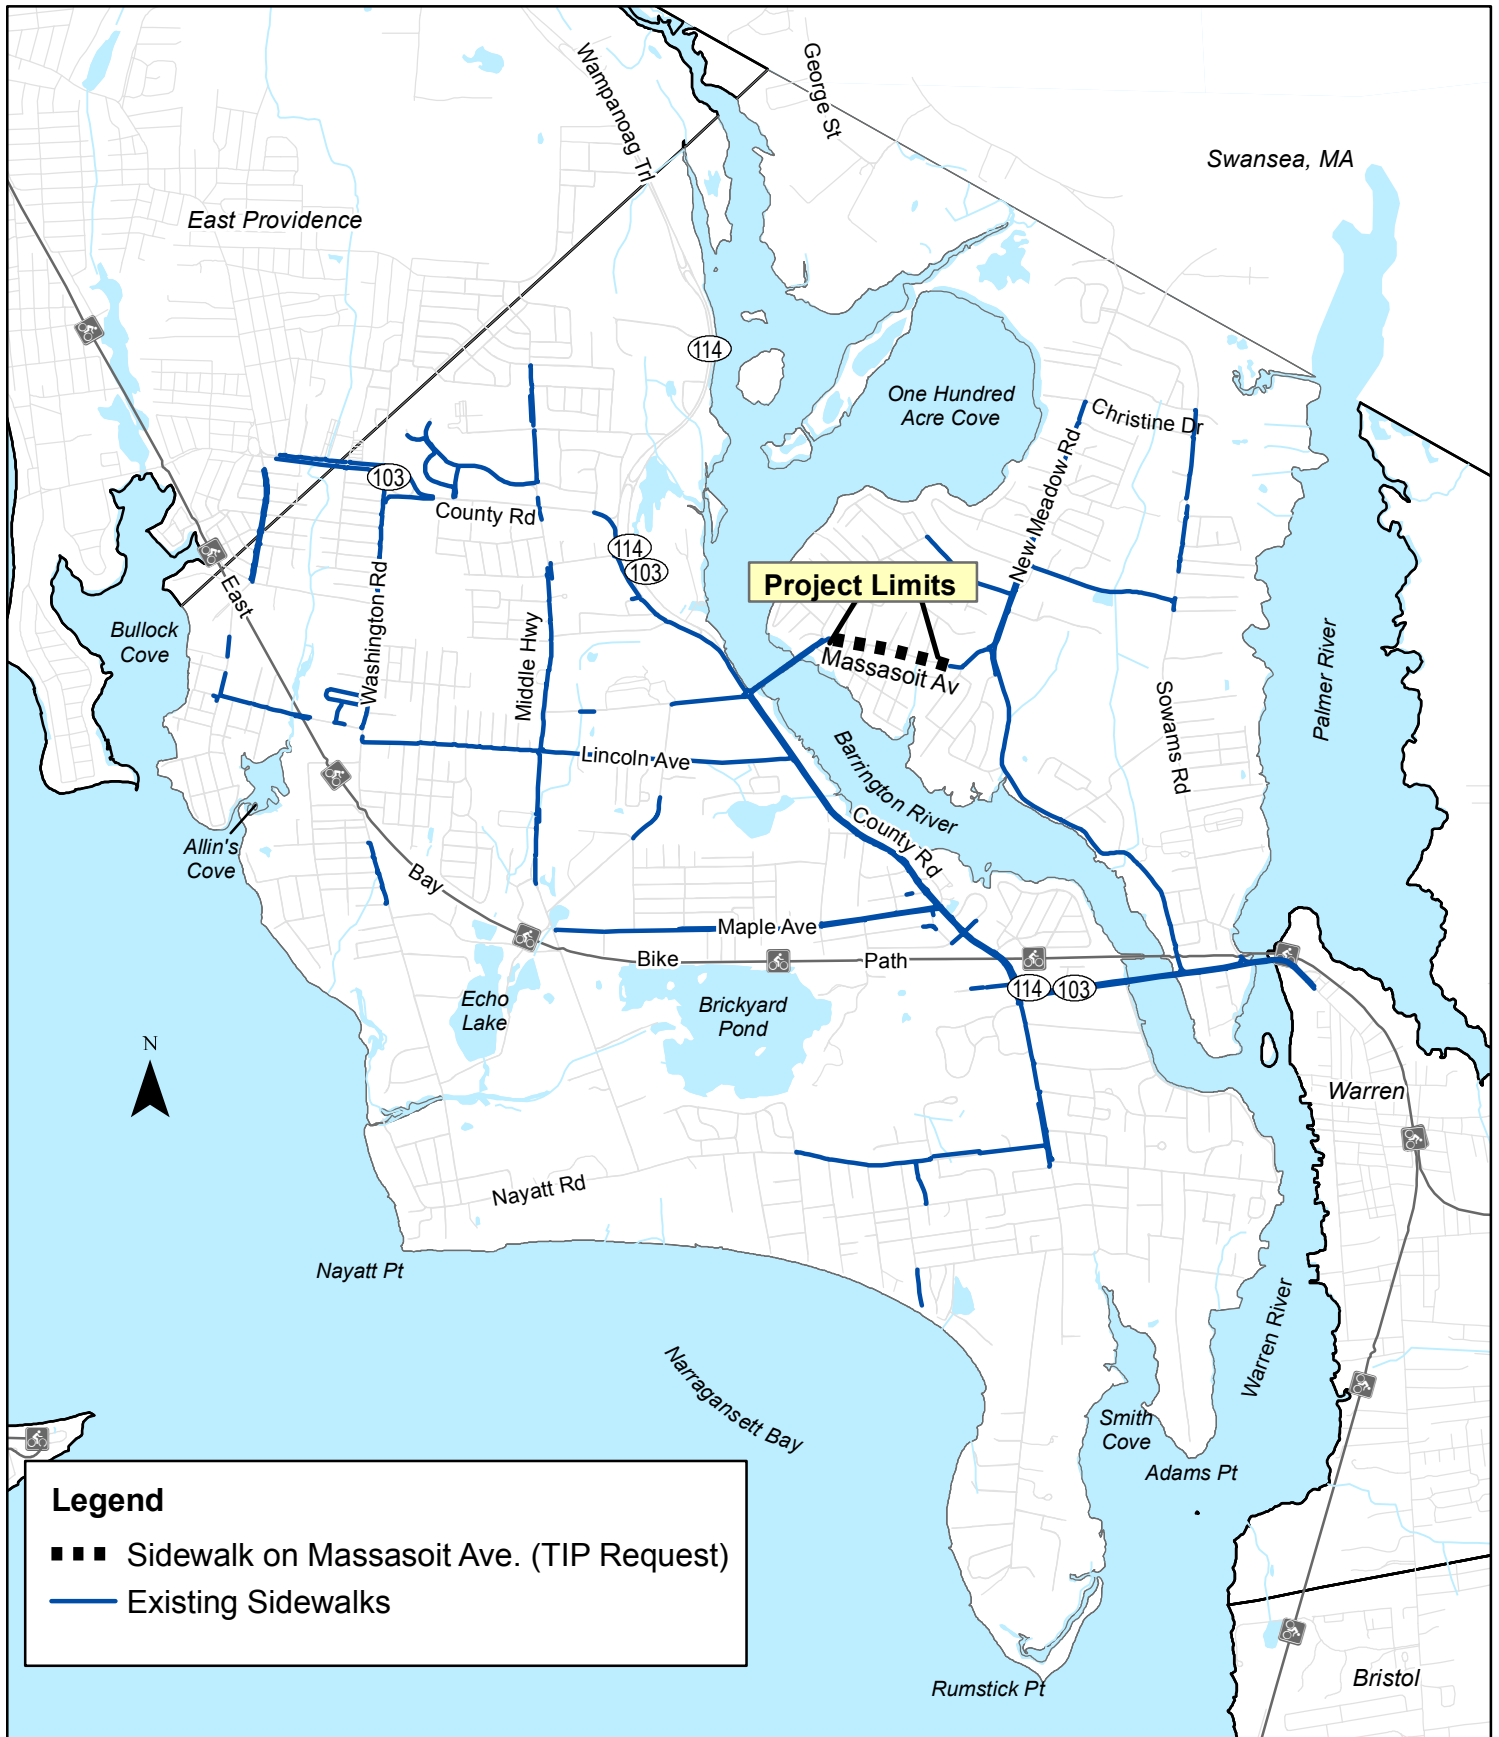 Wampanoag Trl
George St
Swansea, MA
East Providence
114
One Hundred
Acre Cove
Christine Dr
New Meadow Rd
103
County Rd
114
103
Project Limits
East
Washington Rd
Bullock
Cove
Middle Hwy
Massasoit Av
Sowams Rd
Palmer River
Lincoln Ave
Barrington River
County Rd
Allin's
Cove
Bay
Maple Ave
Bike
Path
Echo
Lake
Brickyard
Pond
114
103
N
Warren
Nayatt Rd
Nayatt Pt
Narragansett Bay
Warren River
Smith
Cove
Adams Pt
Legend
Sidewalk on Massasoit Ave. (TIP Request)
Existing Sidewalks
Rumstick Pt
Bristol